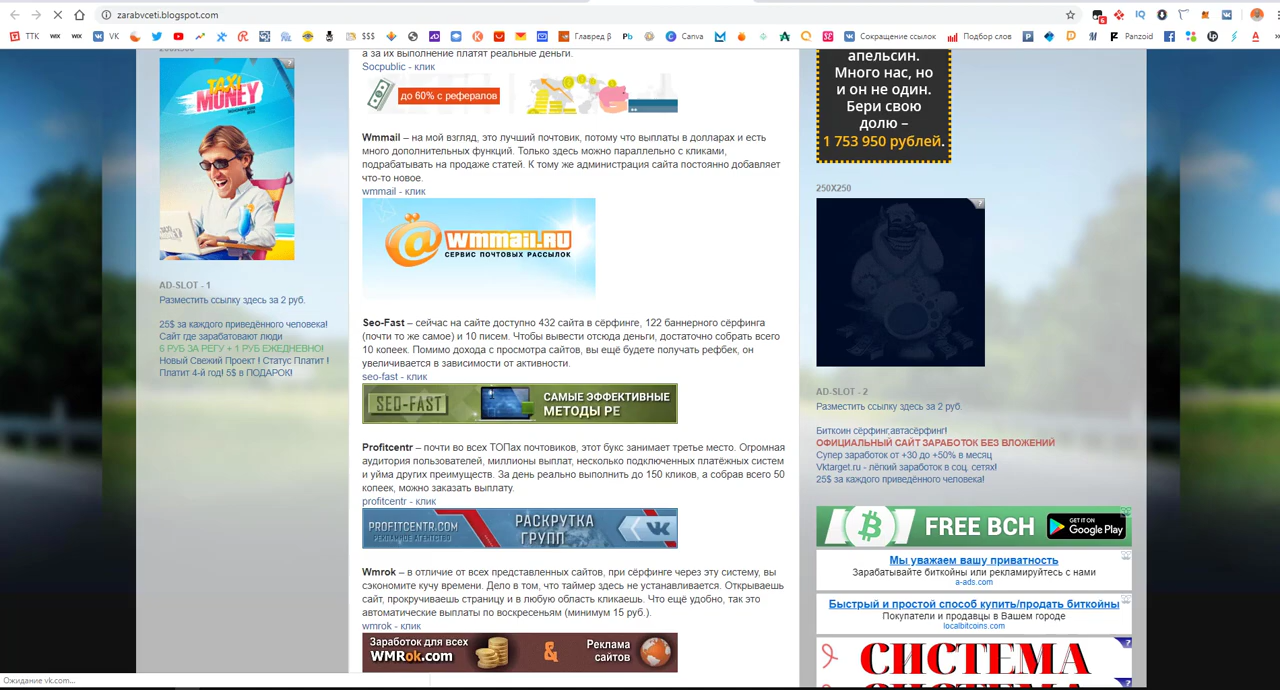 zarabvceti.blogspot.com
ТТК
WIX
WIX
VK
$$$
Главред β
Pb
Canva
Сокращение ссылок
Подбор слов
Panzoid
а за их выполнение платят реальные деньги.
Socpublic - клик
до 60% с рефералов
Wmmail – на мой взгляд, это лучший почтовик, потому что выплаты в долларах и есть
много дополнительных функций. Только здесь можно параллельно с кликами,
подрабатывать на продаже статей. К тому же администрация сайта постоянно добавляет
что-то новое.
wmmail - клик
@ WMMAIL.RU
СЕРВИС ПОЧТОВЫХ РАССЫЛОК
Seo-Fast – сейчас на сайте доступно 432 сайта в сёрфинге, 122 баннерного сёрфинга
(почти то же самое) и 10 писем. Чтобы вывести отсюда деньги, достаточно собрать всего
10 копеек. Помимо дохода с просмотра сайтов, вы ещё будете получать рефбек, он
увеличивается в зависимости от активности.
seo-fast - клик
SEO-FAST
САМЫЕ ЭФФЕКТИВНЫЕ
МЕТОДЫ РЕ
Profitcentr – почти во всех ТОПах почтовиков, этот букс занимает третье место. Огромная
аудитория пользователей, миллионы выплат, несколько подключенных платёжных систем
и уйма других преимуществ. За день реально выполнить до 150 кликов, а собрав всего 50
копеек, можно заказать выплату.
profitcentr - клик
PROFITCENTR.COM
РЕКЛАМНОЕ АГЕНТСТВО
РАСКРУТКА
ГРУПП
Wmrok – в отличие от всех представленных сайтов, при сёрфинге через эту систему, вы
сэкономите кучу времени. Дело в том, что таймер здесь не устанавливается. Открываешь
сайт, прокручиваешь страницу и в любую область кликаешь. Что ещё удобно, так это
автоматические выплаты по воскресеньям (минимум 15 руб.).
wmrok - клик
Заработок для всех
WMROK.com
&
Реклама
сайтов
TAXI
MONEY
AD-SLOT - 1
Разместить ссылку здесь за 2 руб.
25$ за каждого приведённого человека!
Сайт где зарабатовают люди
6 РУБ ЗА РЕГУ + 1 РУБ ЕЖЕДНЕВНО!
Новый Свежий Проект ! Статус Платит !
Платит 4-й год! 5$ в ПОДАРОК!
апельсин.
Много нас, но
и он не один.
Бери свою
долю –
1 753 950 рублей.
250X250
AD-SLOT - 2
Разместить ссылку здесь за 2 руб.
Биткоин сёрфинг,автасёрфинг!
ОФИЦИАЛЬНЫЙ САЙТ ЗАРАБОТОК БЕЗ ВЛОЖЕНИЙ
Супер заработок от +30 до +50% в месяц
Vktarget.ru - лёгкий заработок в соц. сетях!
25$ за каждого приведённого человека!
FREE BCH
GET IT ON
Google Play
Мы уважаем вашу приватность
Зарабатывайте биткойны или рекламируйтесь с нами
a-ads.com
Быстрый и простой способ купить/продать биткойны
Покупатели и продавцы в Вашем городе
localbitcoins.com
СИСТЕМА
Ожидание vk.com...